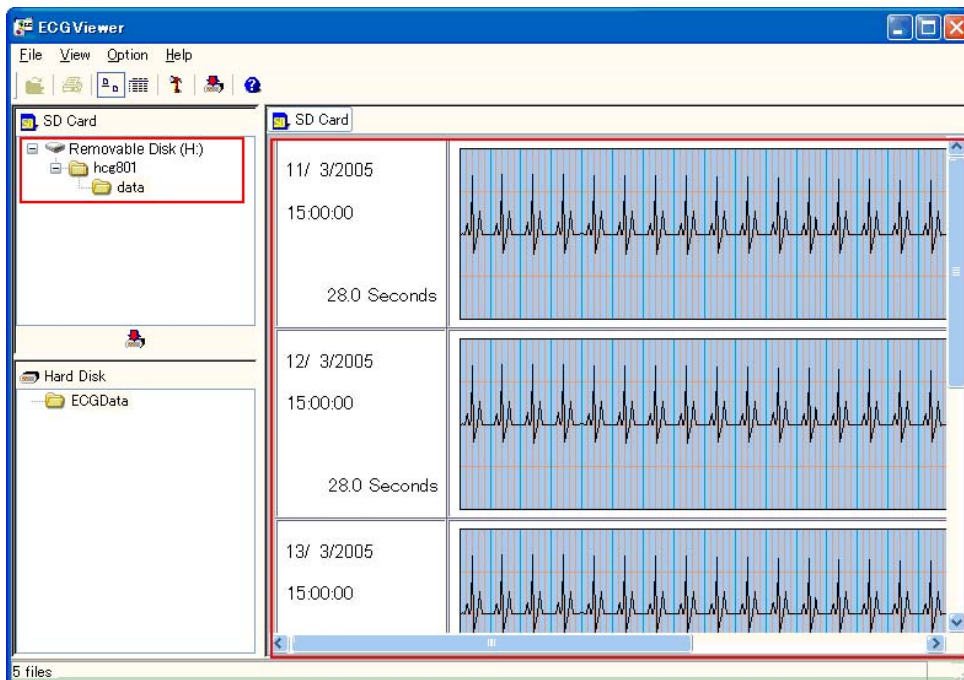 ECGViewer
File View Option Help
SD Card
Removable Disk (H:)
hcg801
data
Hard Disk
ECGData
SD Card
11/ 3/2005
15:00:00
28.0 Seconds
12/ 3/2005
15:00:00
28.0 Seconds
13/ 3/2005
15:00:00
5 files